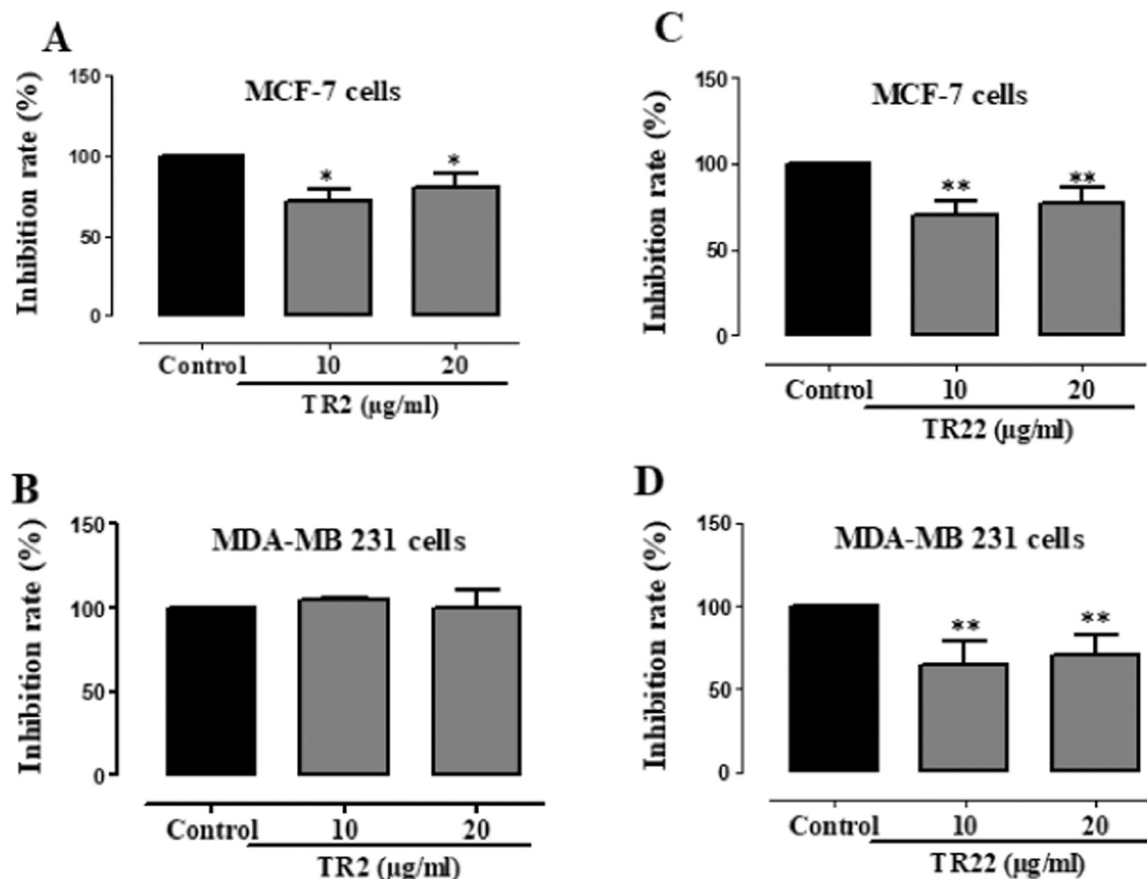 A
MCF-7 cells
Inhibition rate (%)
150
100
50
0
*
*
Control 10 20
TR2 (µg/ml)
B
MDA-MB 231 cells
Inhibition rate (%)
150
100
50
0
Control 10 20
TR2 (µg/ml)
C
MCF-7 cells
Inhibition rate (%)
150
100
50
0
**
**
Control 10 20
TR22 (µg/ml)
D
MDA-MB 231 cells
Inhibition rate (%)
150
100
50
0
**
**
Control 10 20
TR22 (µg/ml)